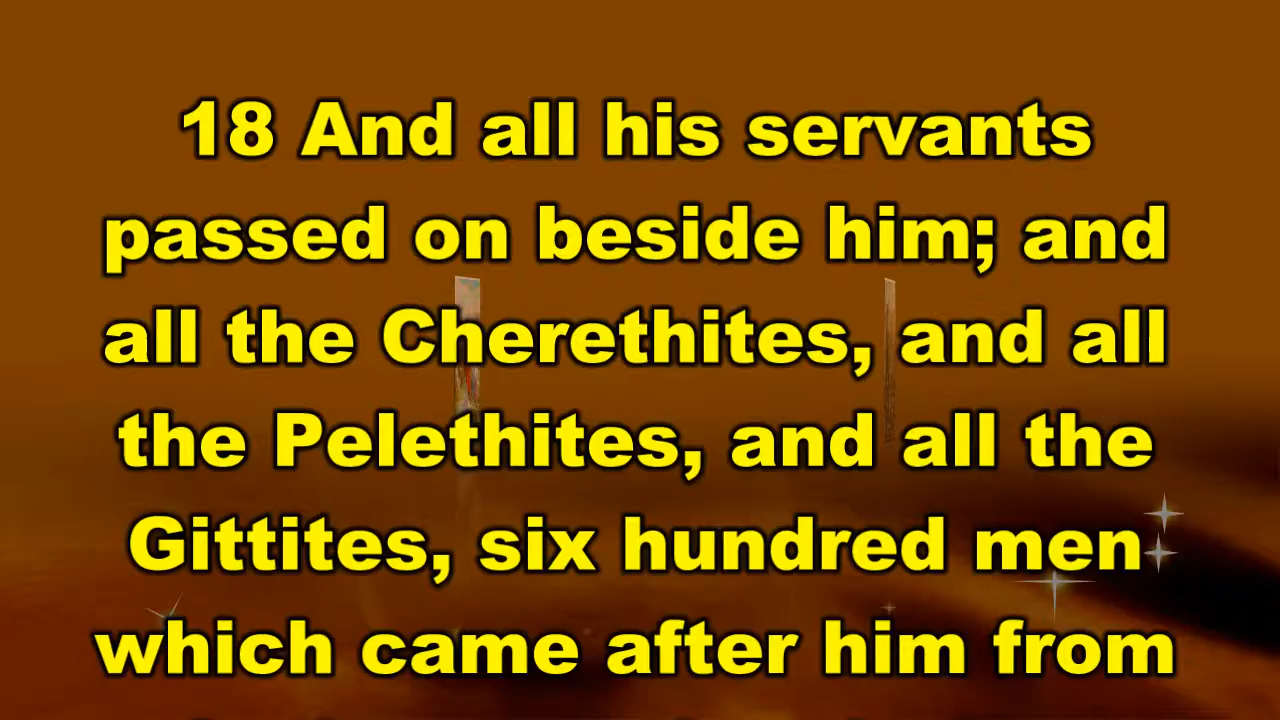 18 And all his servants
passed on beside him; and
all the Cherethites, and all
the Pelethites, and all the
Gittites, six hundred men
which came after him from